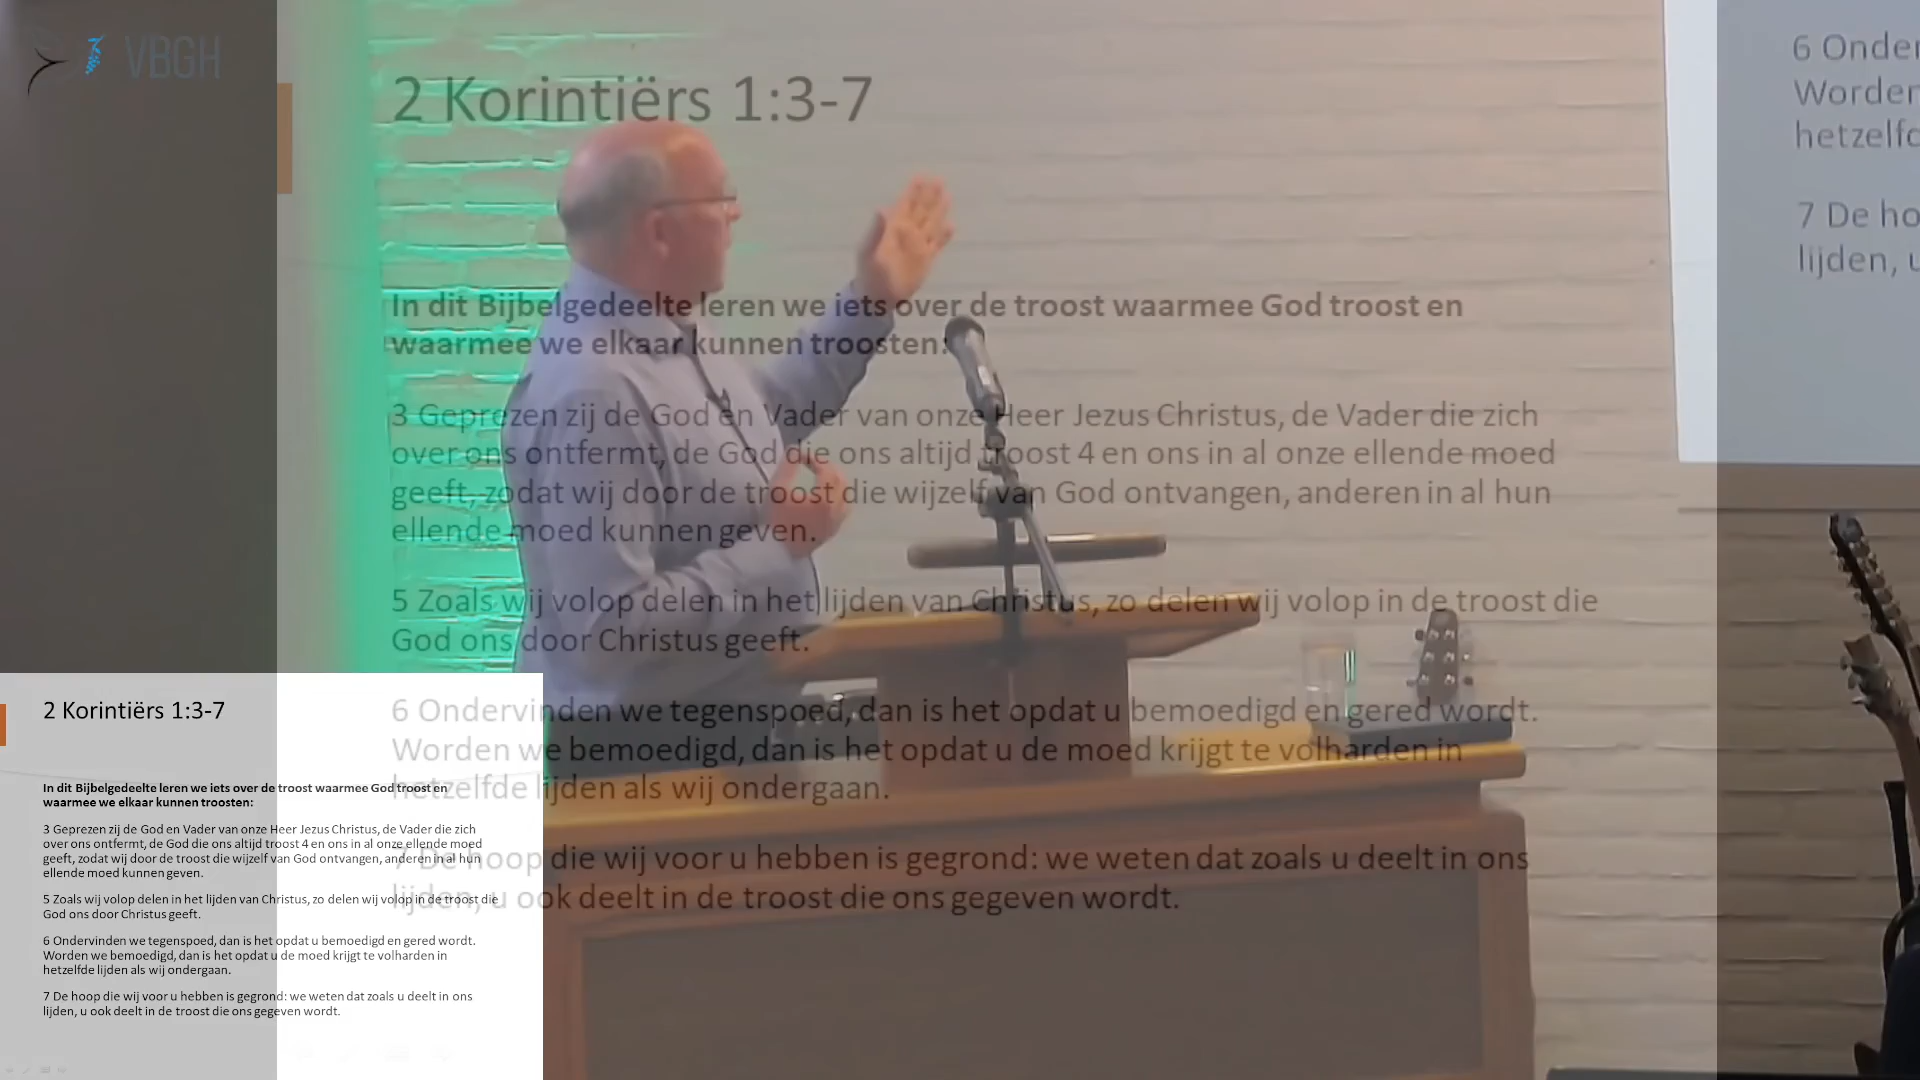 VBGH
2 Korintiërs 1:3-7
In dit Bijbelgedeelte leren we iets over de troost waarmee God troost en
waarmee we elkaar kunnen troosten:
3 Geprezen zij de God en Vader van onze Heer Jezus Christus, de Vader die zich
over ons ontfermt, de God die ons altijd troost 4 en ons in al onze ellende moed
geeft, zodat wij door de troost die wijzelf van God ontvangen, anderen in al hun
ellende moed kunnen geven.
5 Zoals wij volop delen in het lijden van Christus, zo delen wij volop in de troost die
God ons door Christus geeft.
6 Ondervinden we tegenspoed, dan is het opdat u bemoedigd en gered wordt.
Worden we bemoedigd, dan is het opdat u de moed krijgt te volharden in
hetzelfde lijden als wij ondergaan.
7 De hoop die wij voor u hebben is gegrond: we weten dat zoals u deelt in ons
lijden, u ook deelt in de troost die ons gegeven wordt.
6 Onder
Worden
hetzelfd
7 De ho
lijden, u
2 Korintiërs 1:3-7
In dit Bijbelgedeelte leren we iets over de troost waarmee God troost en
waarmee we elkaar kunnen troosten:
3 Geprezen zij de God en Vader van onze Heer Jezus Christus, de Vader die zich
over ons ontfermt, de God die ons altijd troost 4 en ons in al onze ellende moed
geeft, zodat wij door de troost die wijzelf van God ontvangen, anderen in al hun
ellende moed kunnen geven.
5 Zoals wij volop delen in het lijden van Christus, zo delen wij volop in de troost die
God ons door Christus geeft.
6 Ondervinden we tegenspoed, dan is het opdat u bemoedigd en gered wordt.
Worden we bemoedigd, dan is het opdat u de moed krijgt te volharden in
hetzelfde lijden als wij ondergaan.
7 De hoop die wij voor u hebben is gegrond: we weten dat zoals u deelt in ons
lijden, u ook deelt in de troost die ons gegeven wordt.